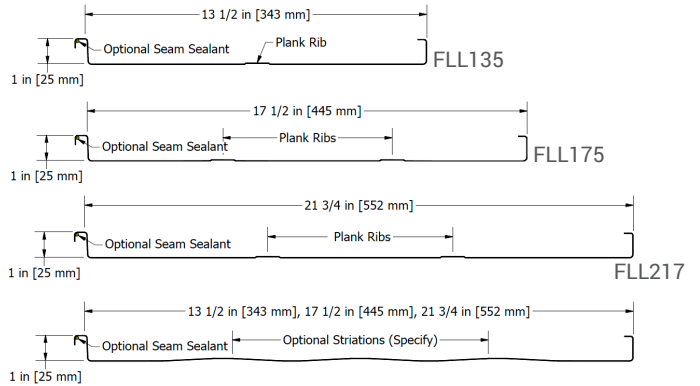 13 1/2 in [343 mm]
Optional Seam Sealant
Plank Rib
FLL135
1 in [25 mm]
17 1/2 in [445 mm]
Optional Seam Sealant
Plank Ribs
FLL175
1 in [25 mm]
21 3/4 in [552 mm]
Optional Seam Sealant
Plank Ribs
FLL217
1 in [25 mm]
13 1/2 in [343 mm], 17 1/2 in [445 mm], 21 3/4 in [552 mm]
Optional Seam Sealant
Optional Striations (Specify)
1 in [25 mm]